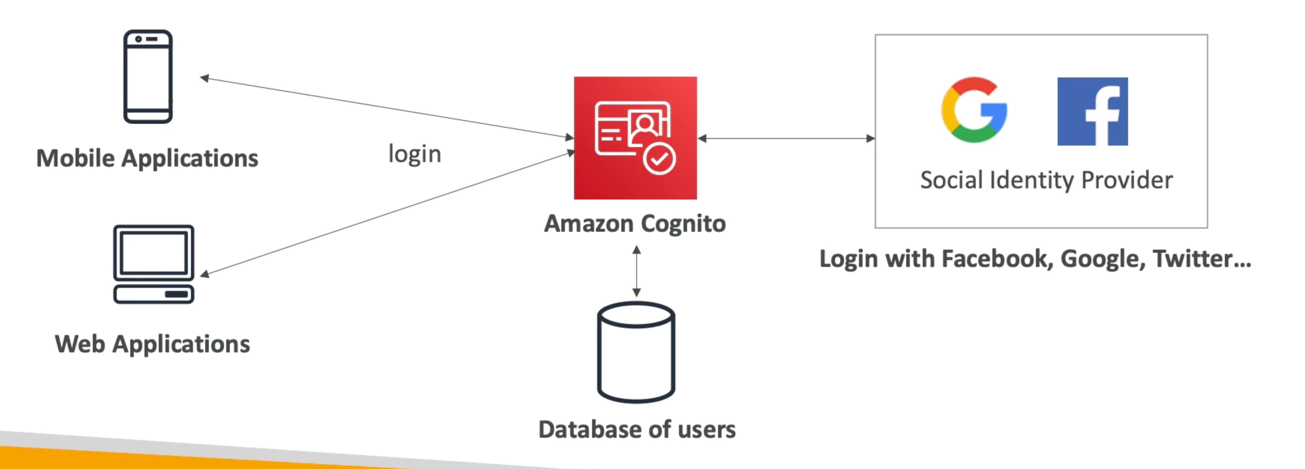 Mobile Applications
login
Web Applications
Amazon Cognito
Database of users
Social Identity Provider
Login with Facebook, Google, Twitter...